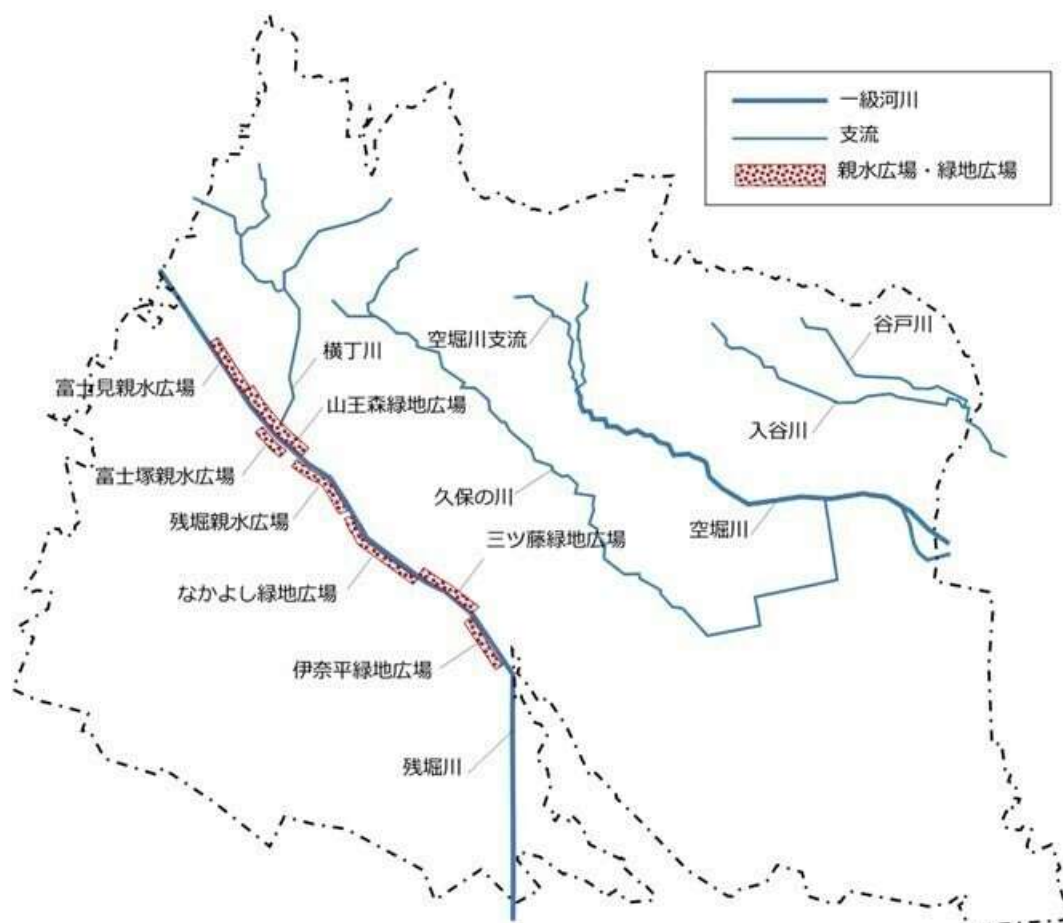 一級河川
支流
親水広場・緑地広場
谷戸川
空堀川支流
横丁川
富士見親水広場
山王森緑地広場
入谷川
富士塚親水広場
久保の川
残堀親水広場
空堀川
三ツ藤緑地広場
なかよし緑地広場
伊奈平緑地広場
残堀川